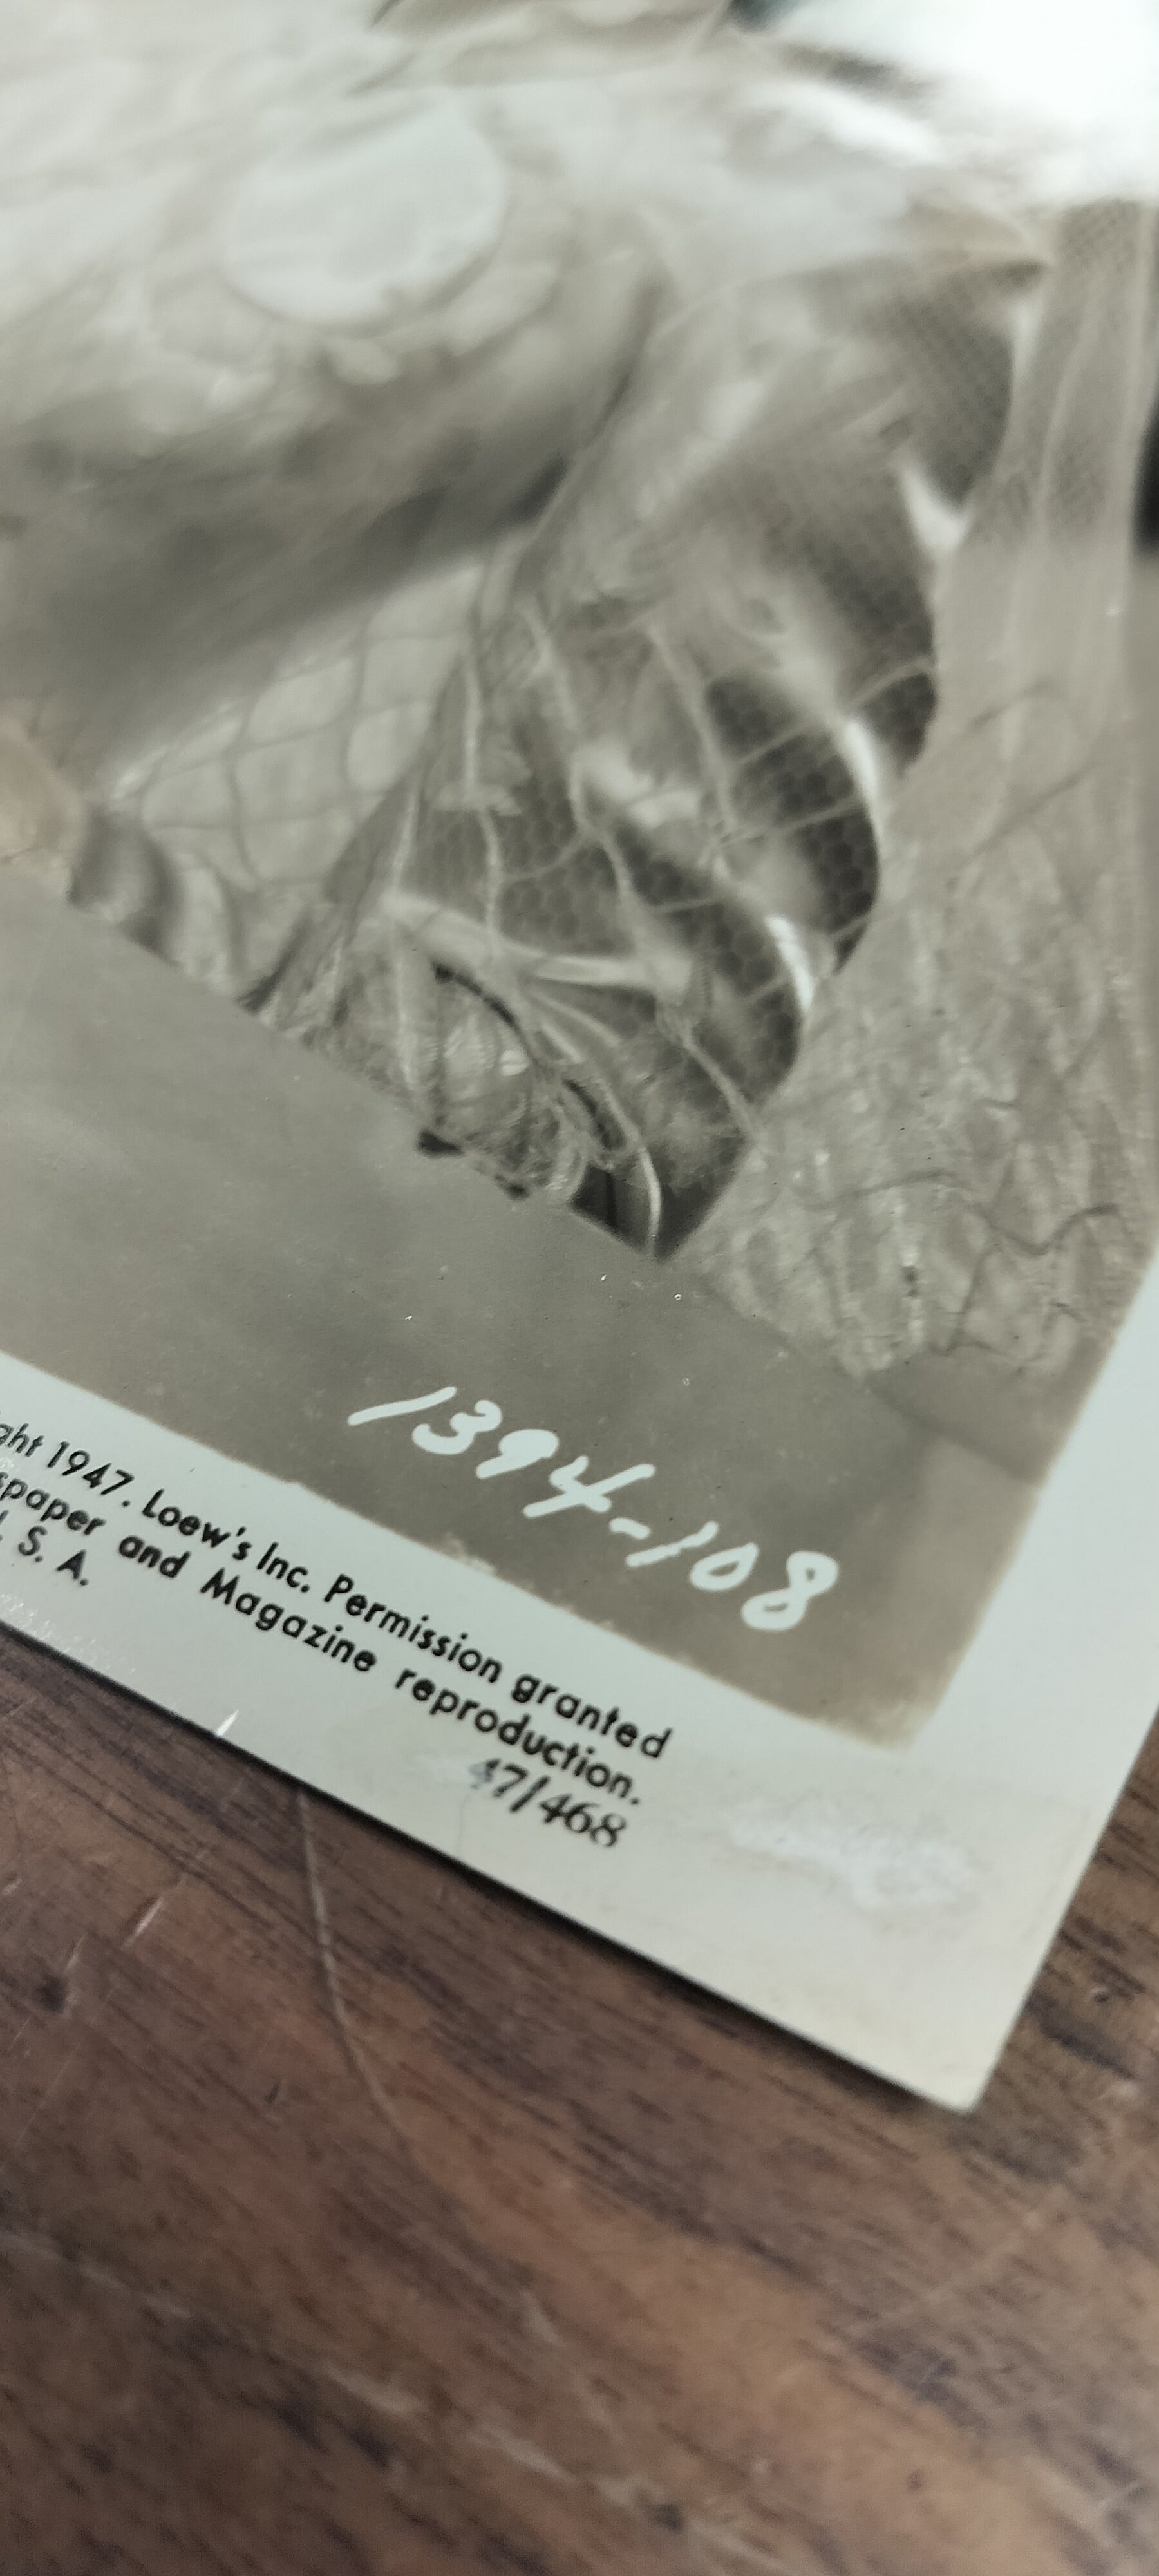 1394-108
ght 1947. Loew's Inc. Permission granted
spaper and Magazine reproduction.
. S. A.
47/468